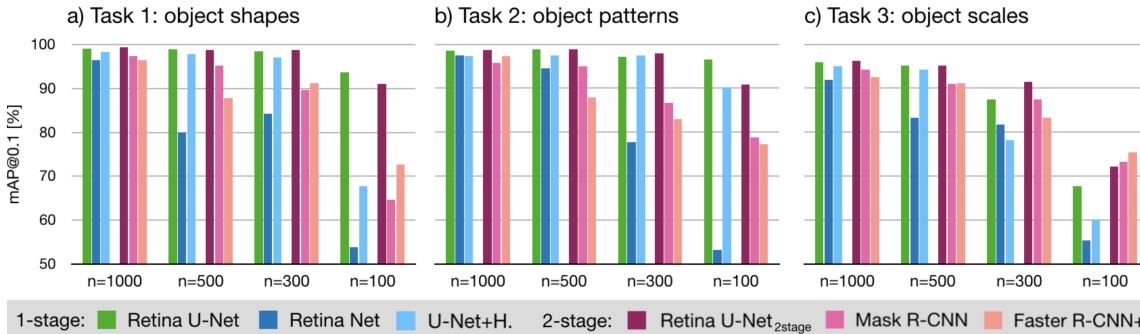 a) Task 1: object shapes
b) Task 2: object patterns
c) Task 3: object scales
mAP@0.1 [%]
100
90
80
70
60
50
n=1000 n=500 n=300 n=100
n=1000 n=500 n=300 n=100
n=1000 n=500 n=300 n=100
1-stage: Retina U-Net Retina Net U-Net+H. 2-stage: Retina U-Net2stage Mask R-CNN Faster R-CNN+